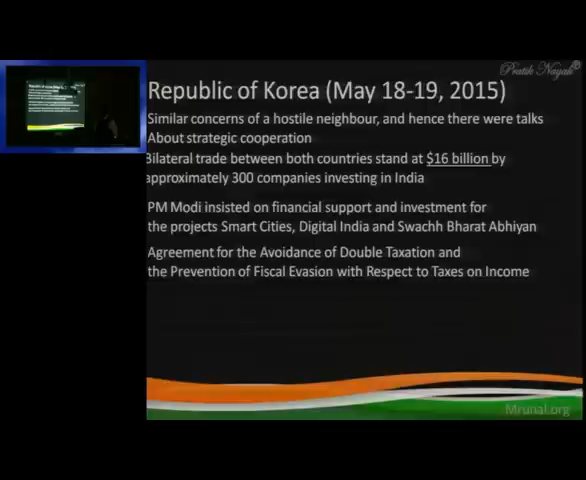 Pratik Nayak
Republic of Korea (May 18-19, 2015)
Similar concerns of a hostile neighbour, and hence there were talks
About strategic cooperation
Bilateral trade between both countries stand at $16 billion by
approximately 300 companies investing in India
PM Modi insisted on financial support and investment for
the projects Smart Cities, Digital India and Swachh Bharat Abhiyan
Agreement for the Avoidance of Double Taxation and
the Prevention of Fiscal Evasion with Respect to Taxes on Income
Mrunal.org